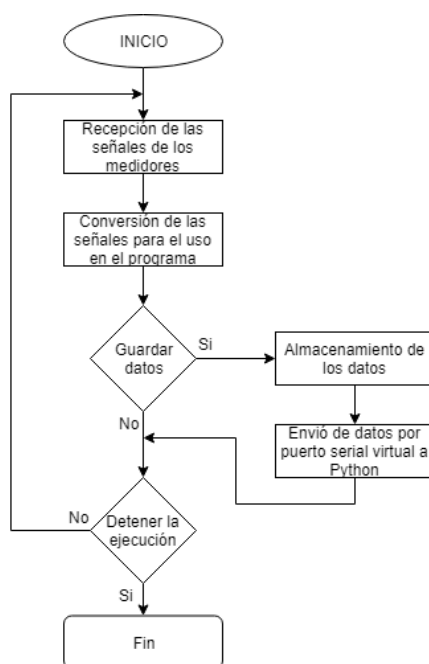 INICIO
Recepción de las
señales de los
medidores
Conversión de las
señales para el uso
en el programa
Guardar
datos
Si
Almacenamiento de
los datos
No
Envió de datos por
puerto serial virtual a
Python
No
Detener la
ejecución
Si
Fin